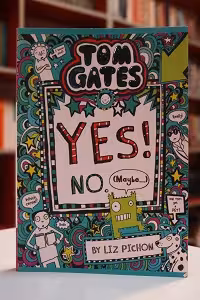 TOM
GATES
YES!
NO.
(Maybe...)
BY LIZ PICHON